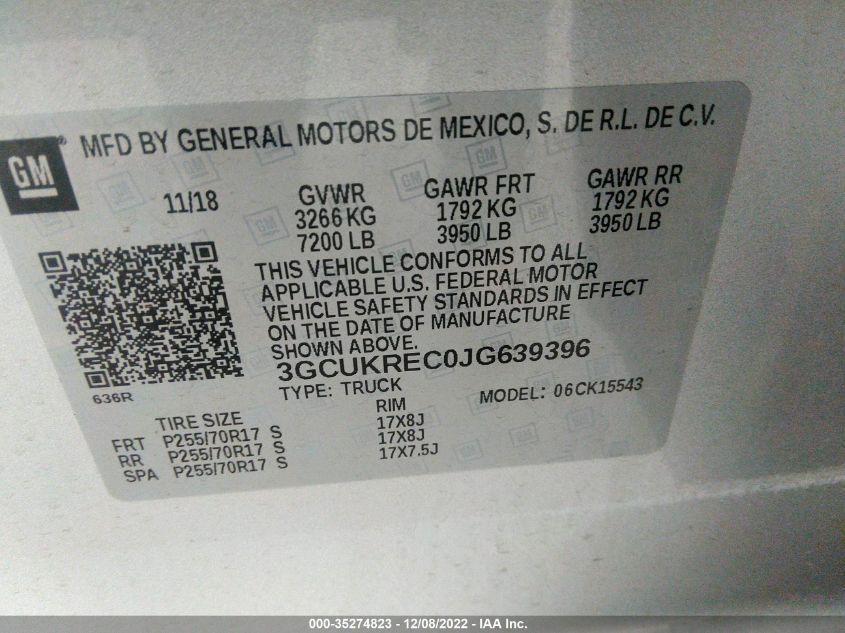 GM ® MFD BY GENERAL MOTORS DE MEXICO, S. DE R.L. DE C.V.
11/18 GVWR GAWR FRT GAWR RR
3266 KG 1792 KG 1792 KG
7200 LB 3950 LB 3950 LB
THIS VEHICLE CONFORMS TO ALL
APPLICABLE U.S. FEDERAL MOTOR
VEHICLE SAFETY STANDARDS IN EFFECT
ON THE DATE OF MANUFACTURE
SHOWN ABOVE.
3GCUKREC0JG639396
636R TYPE: TRUCK MODEL: 06CK15543
TIRE SIZE RIM
FRT P255/70R17 S 17X8J
RR P255/70R17 S 17X8J
SPA P255/70R17 S 17X7.5J
000-35274823 - 12/08/2022 - IAA Inc.